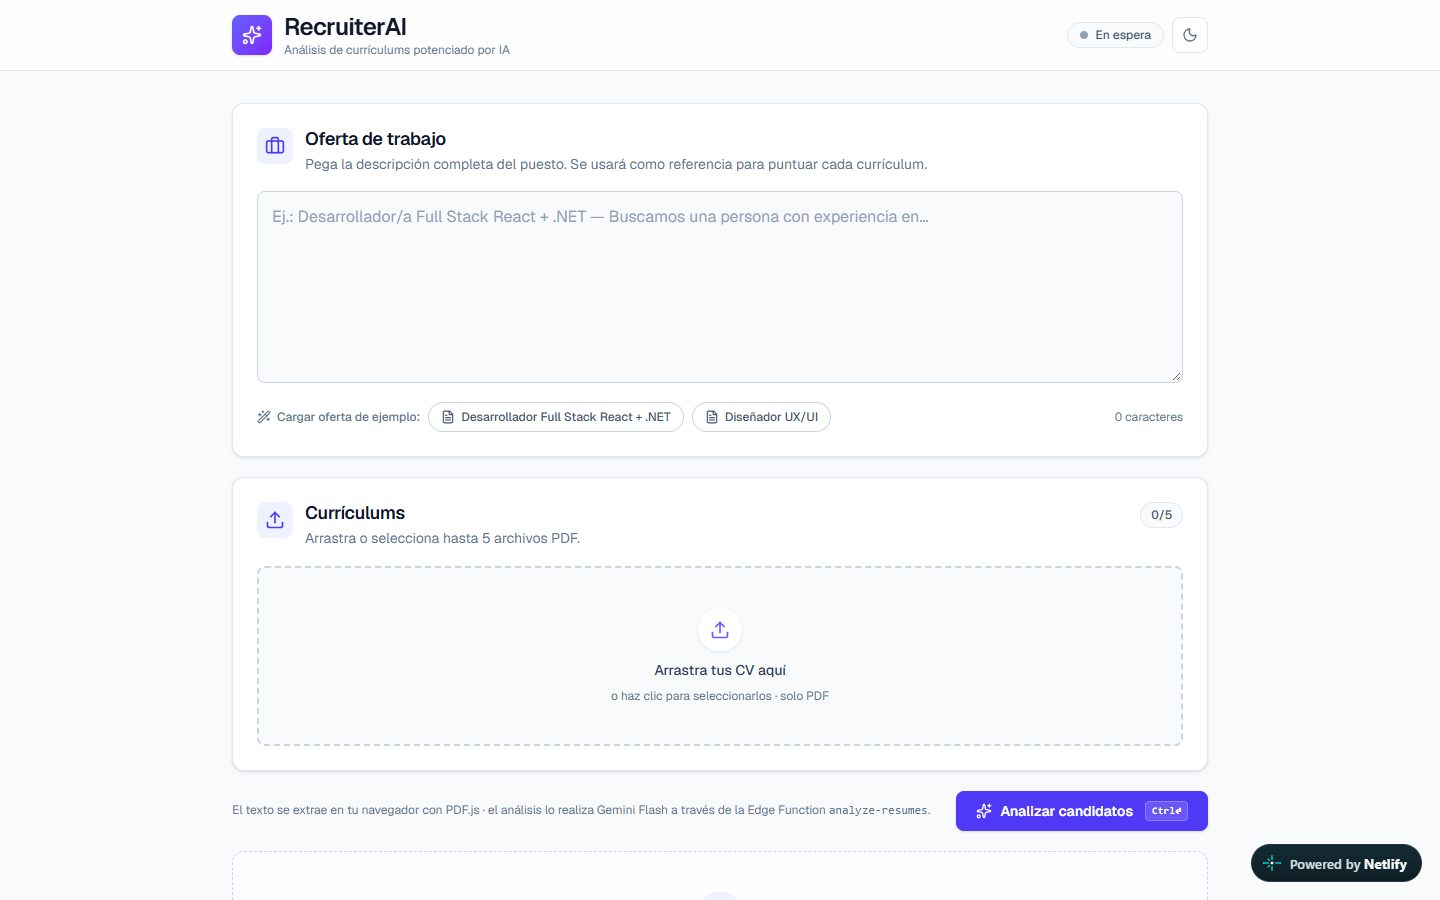 RecruiterAI
Análisis de currículums potenciado por IA
En espera
Oferta de trabajo
Pega la descripción completa del puesto. Se usará como referencia para puntuar cada currículum.
Ej.: Desarrollador/a Full Stack React + .NET — Buscamos una persona con experiencia en…
Cargar oferta de ejemplo:
Desarrollador Full Stack React + .NET
Diseñador UX/UI
0 caracteres
Currículums
0/5
Arrastra o selecciona hasta 5 archivos PDF.
Arrastra tus CV aquí
o haz clic para seleccionarlos · solo PDF
El texto se extrae en tu navegador con PDF.js · el análisis lo realiza Gemini Flash a través de la Edge Function analyze-resumes.
Analizar candidatos
Ctrl⏎
Powered by Netlify